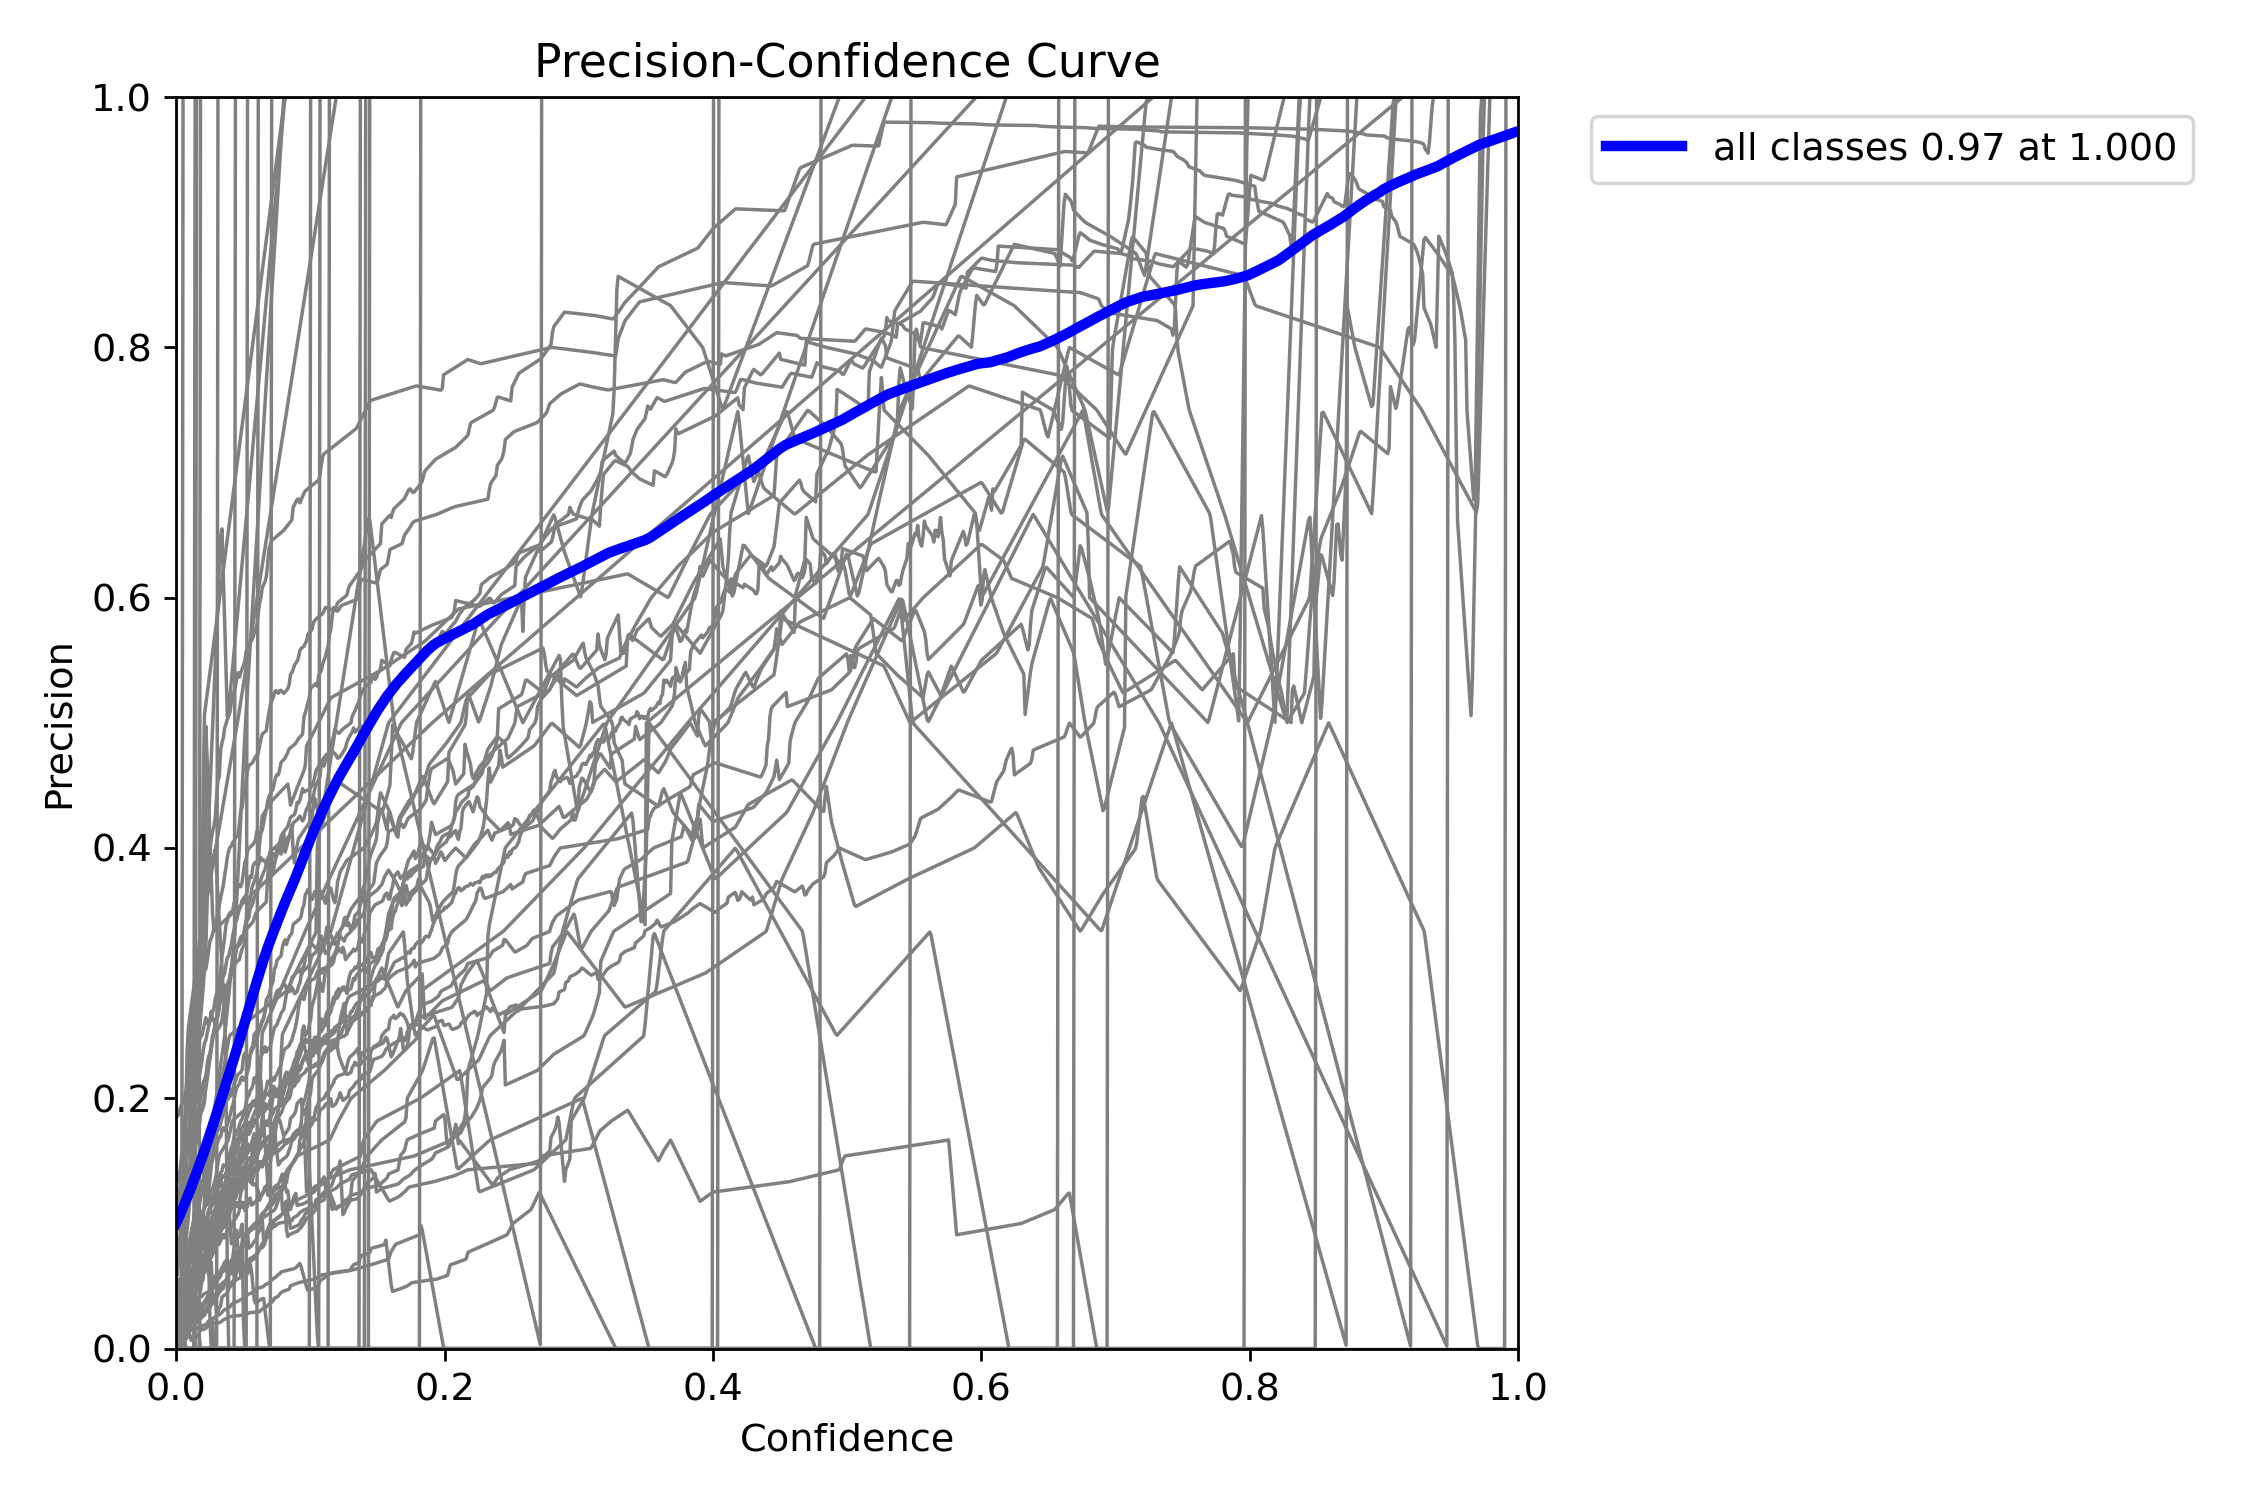 Precision-Confidence Curve
all classes 0.97 at 1.000
Precision
1.0
0.8
0.6
0.4
0.2
0.0
0.0 0.2 0.4 0.6 0.8 1.0
Confidence